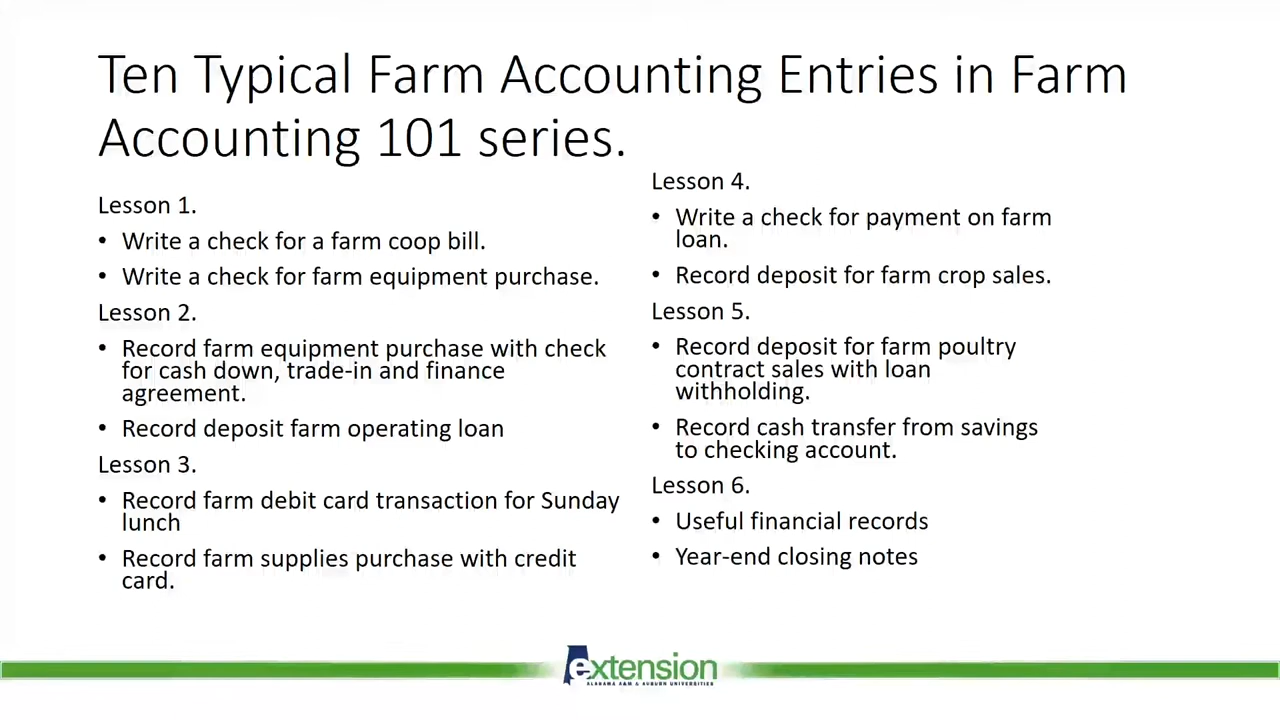 Ten Typical Farm Accounting Entries in Farm
Accounting 101 series.
Lesson 1.
• Write a check for a farm coop bill.
• Write a check for farm equipment purchase.
Lesson 2.
• Record farm equipment purchase with check
for cash down, trade-in and finance
agreement.
• Record deposit farm operating loan
Lesson 3.
• Record farm debit card transaction for Sunday
lunch
• Record farm supplies purchase with credit
card.
Lesson 4.
• Write a check for payment on farm
loan.
• Record deposit for farm crop sales.
Lesson 5.
• Record deposit for farm poultry
contract sales with loan
withholding.
• Record cash transfer from savings
to checking account.
Lesson 6.
• Useful financial records
• Year-end closing notes
extension
ALABAMA A&M & AUBURN UNIVERSITIES